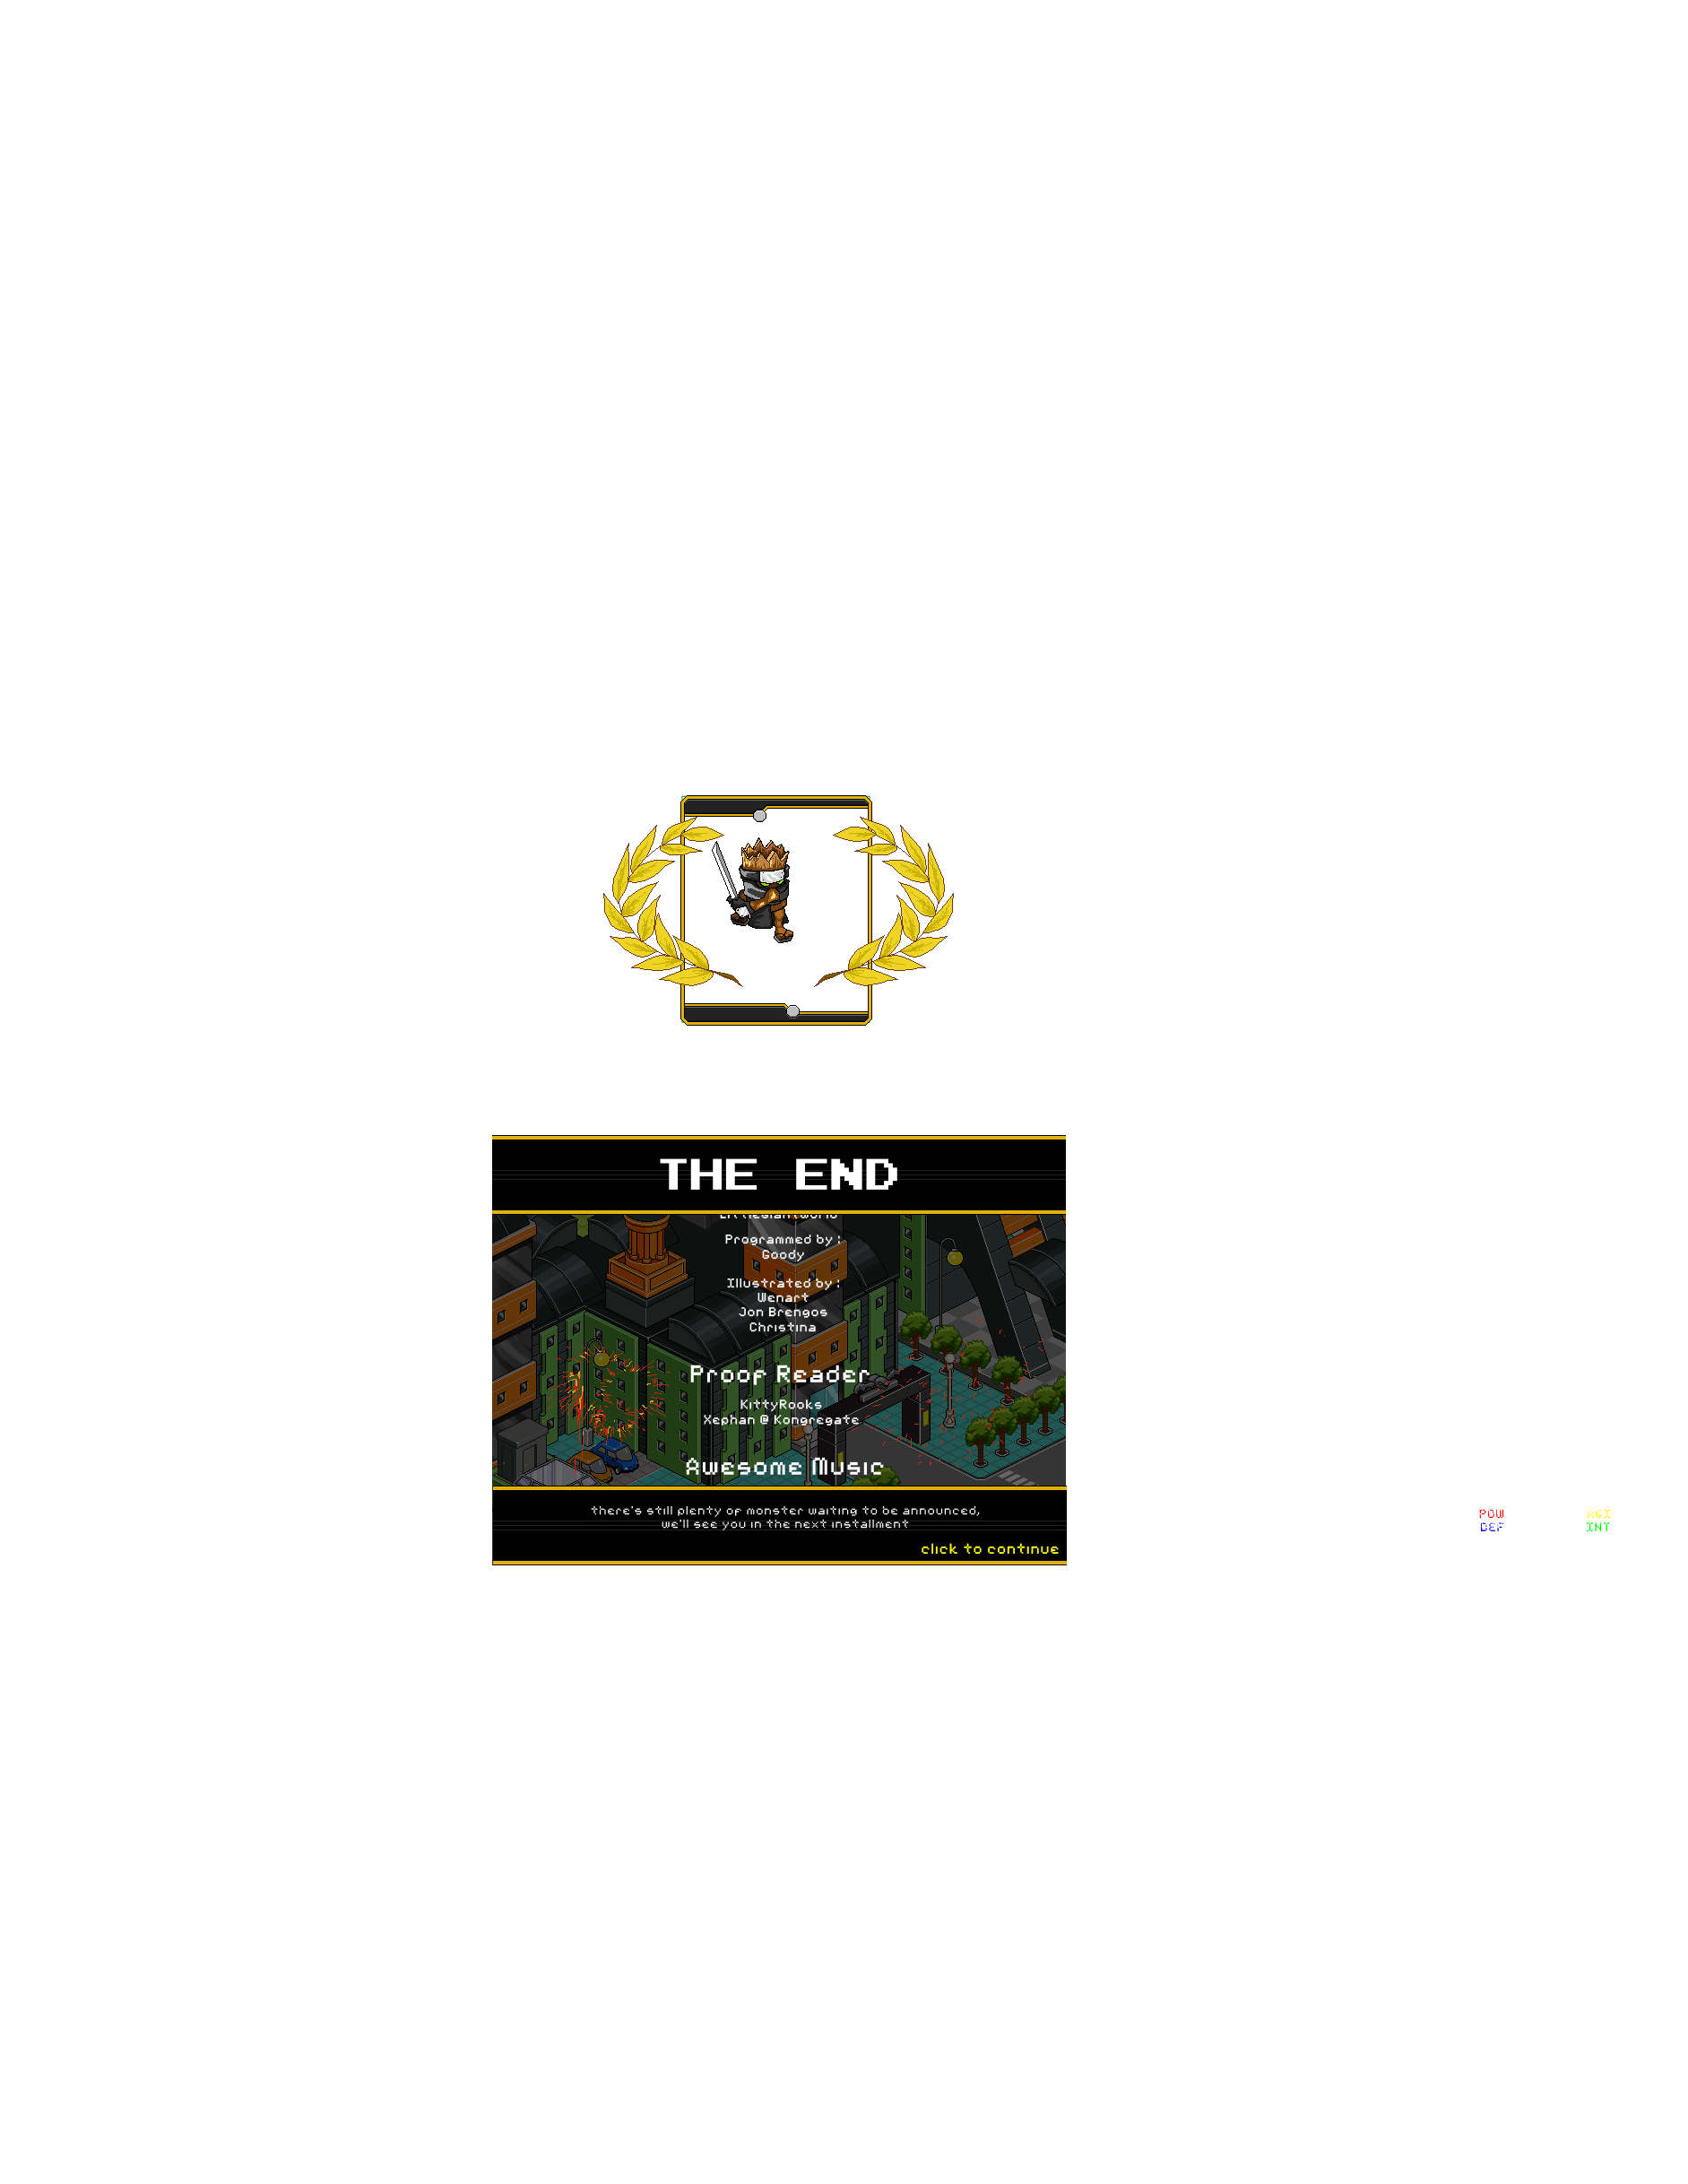 THE END
LittleGiantWorld
Programmed by :
Goody
Illustrated by :
Wenart
Jon Brengos
Christina
Proof Reader
KittyRooks
Xephan @ Kongregate
Awesome Music
there's still plenty of monster waiting to be announced,
we'll see you in the next installment
click to continue
POW AGI
DEF INT